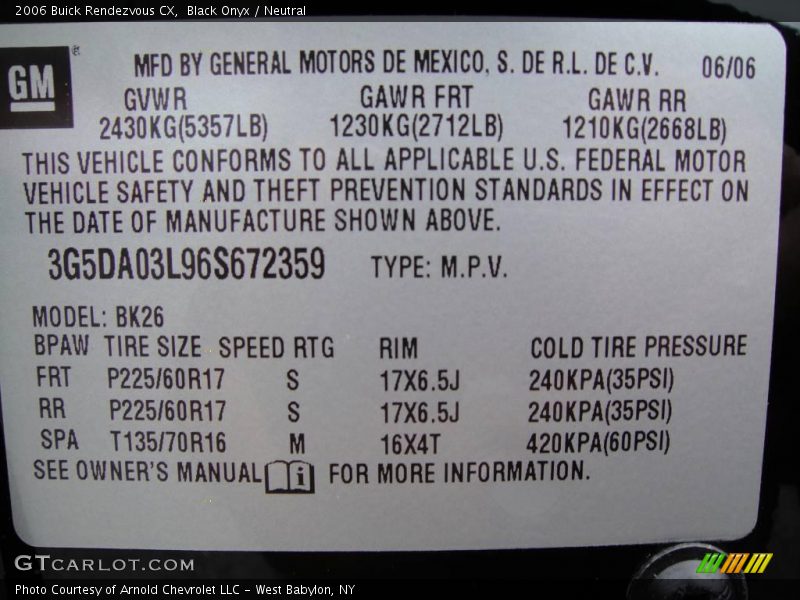 2006 Buick Rendezvous CX, Black Onyx / Neutral
GM®
MFD BY GENERAL MOTORS DE MEXICO, S. DE R.L. DE C.V. 06/06
GVWR GAWR FRT GAWR RR
2430KG(5357LB) 1230KG(2712LB) 1210KG(2668LB)
THIS VEHICLE CONFORMS TO ALL APPLICABLE U.S. FEDERAL MOTOR
VEHICLE SAFETY AND THEFT PREVENTION STANDARDS IN EFFECT ON
THE DATE OF MANUFACTURE SHOWN ABOVE.
3G5DA03L96S672359 TYPE: M.P.V.
MODEL: BK26
BPAW TIRE SIZE SPEED RTG RIM COLD TIRE PRESSURE
FRT P225/60R17 S 17X6.5J 240KPA(35PSI)
RR P225/60R17 S 17X6.5J 240KPA(35PSI)
SPA T135/70R16 M 16X4T 420KPA(60PSI)
SEE OWNER'S MANUAL i FOR MORE INFORMATION.
GTCARLOT.COM
Photo Courtesy of Arnold Chevrolet LLC - West Babylon, NY